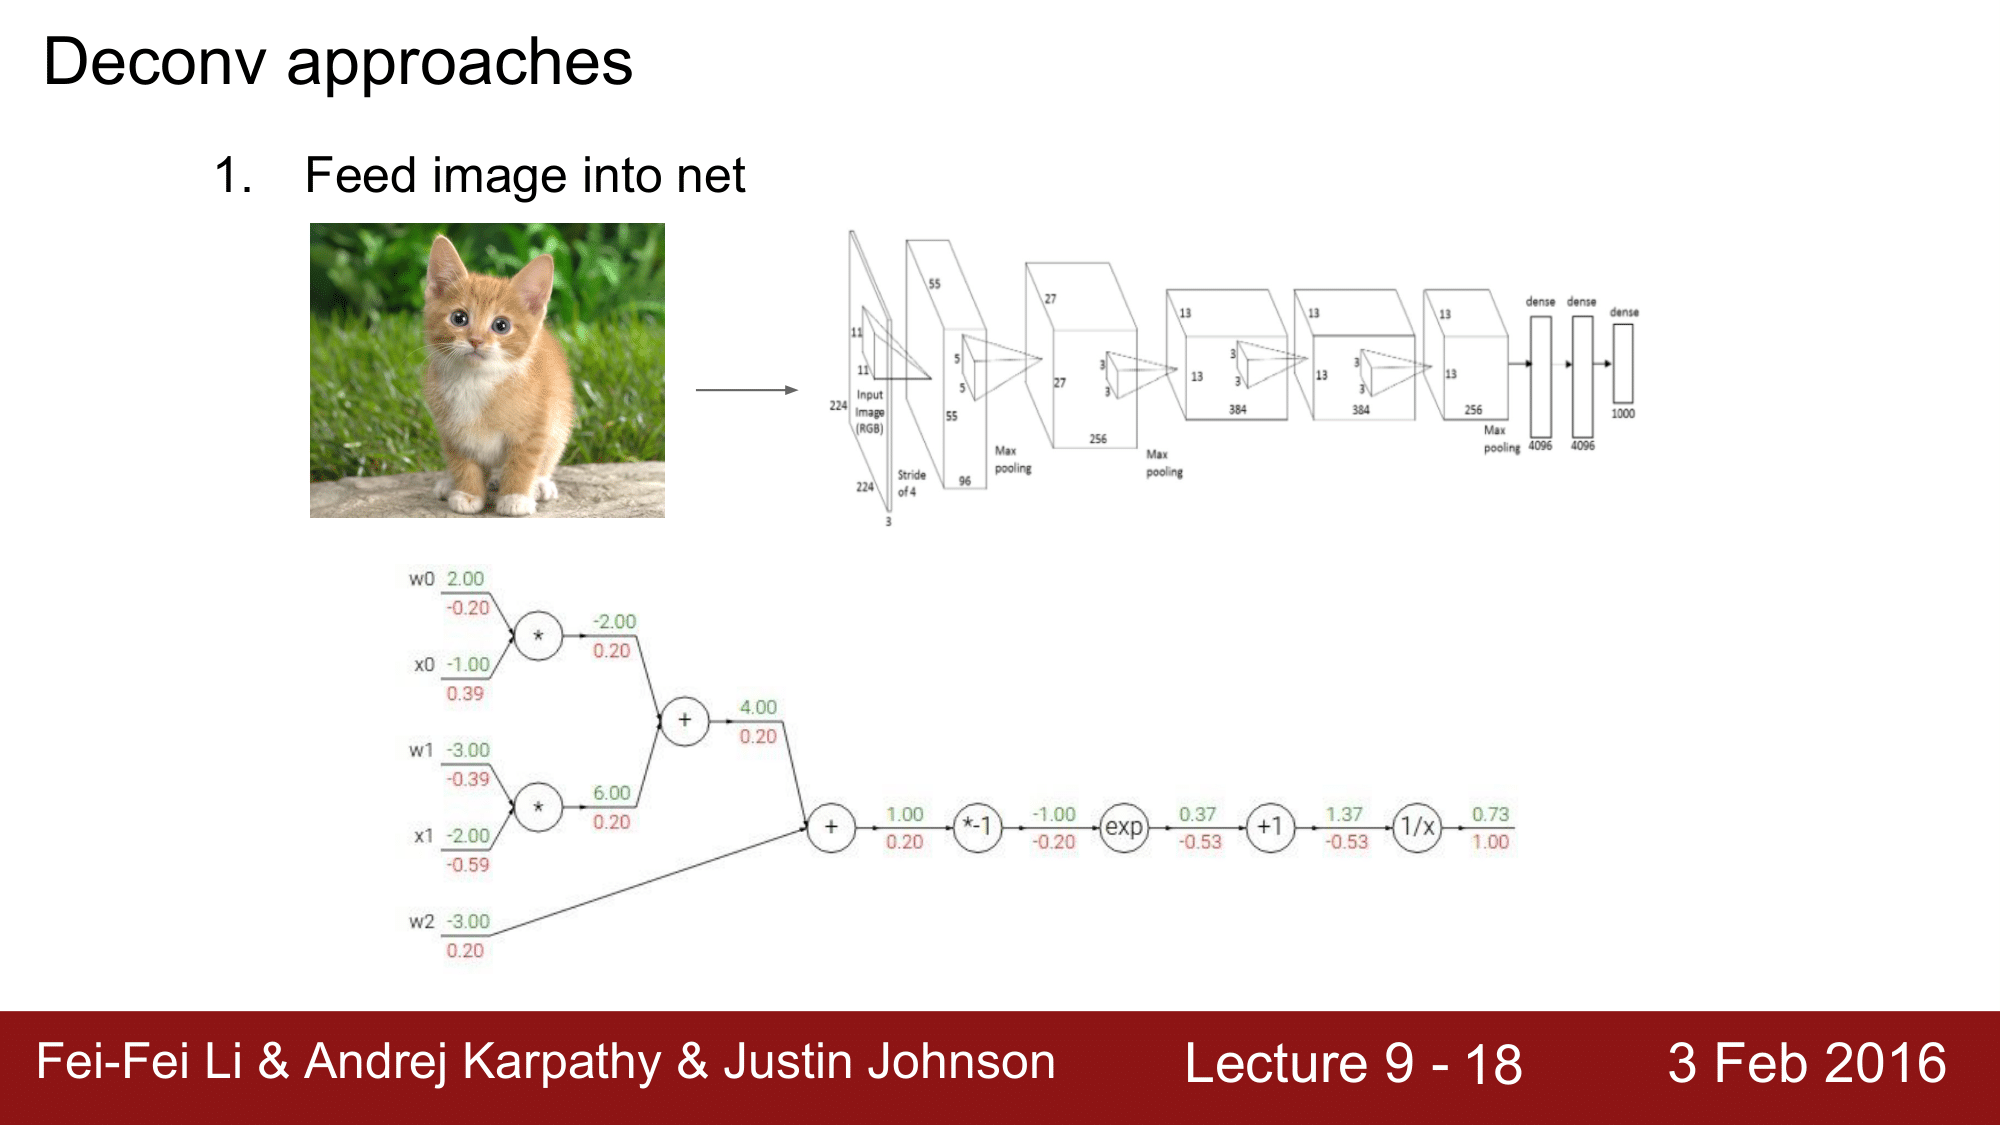 Deconv approaches
1. Feed image into net
55
27
13
13
13
dense
dense
dense
11
5
3
3
3
11
5
3
3
3
27
13
13
13
224
Input
Image
(RGB)
55
384
384
256
1000
256
Max
pooling
4096
4096
Max
pooling
Max
pooling
224
Stride
of 4
96
3
w0 2.00
-0.20
*
-2.00
0.20
x0 -1.00
0.39
+
4.00
0.20
w1 -3.00
-0.39
*
6.00
0.20
x1 -2.00
-0.59
+
1.00
0.20
*-1
-1.00
-0.20
exp
0.37
-0.53
+1
1.37
-0.53
1/x
0.73
1.00
w2 -3.00
0.20
Fei-Fei Li & Andrej Karpathy & Justin Johnson
Lecture 9 - 18
3 Feb 2016